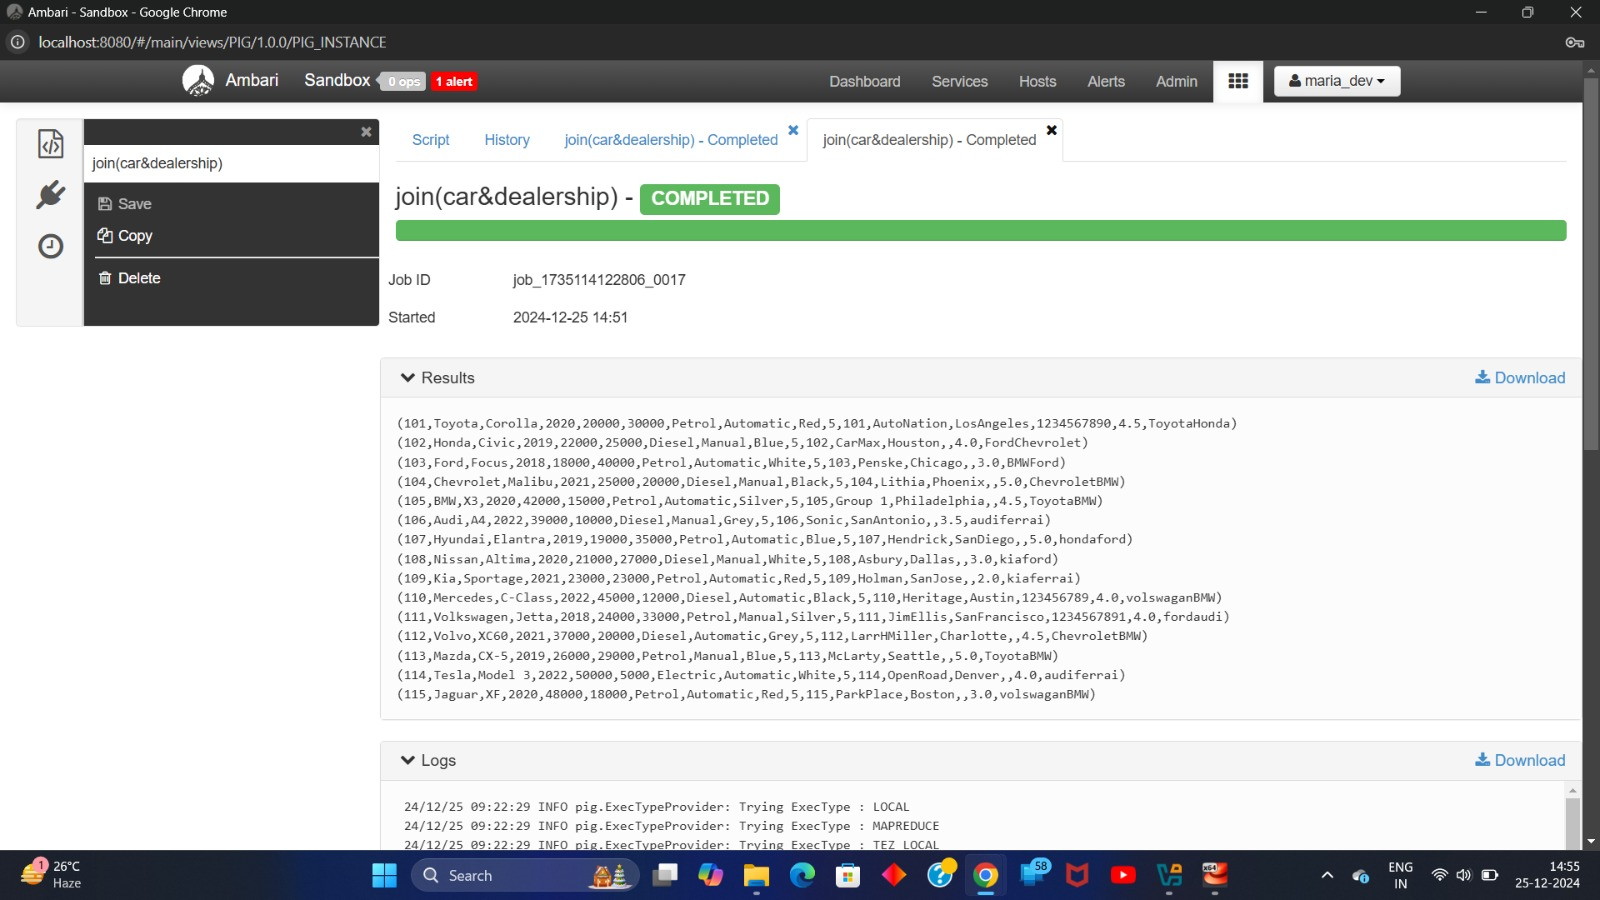 Ambari - Sandbox - Google Chrome
localhost:8080/#/main/views/PIG/1.0.0/PIG_INSTANCE
Ambari Sandbox 0 ops 1 alert Dashboard Services Hosts Alerts Admin maria_dev
join(car&dealership)
Save
Copy
Delete
Script History join(car&dealership) - Completed join(car&dealership) - Completed
join(car&dealership) - COMPLETED
Job ID job_1735114122806_0017
Started 2024-12-25 14:51
Results Download
(101,Toyota,Corolla,2020,20000,30000,Petrol,Automatic,Red,5,101,AutoNation,LosAngeles,1234567890,4.5,ToyotaHonda)
(102,Honda,Civic,2019,22000,25000,Diesel,Manual,Blue,5,102,CarMax,Houston,,4.0,FordChevrolet)
(103,Ford,Focus,2018,18000,40000,Petrol,Automatic,White,5,103,Penske,Chicago,,3.0,BMWFord)
(104,Chevrolet,Malibu,2021,25000,20000,Diesel,Manual,Black,5,104,Lithia,Phoenix,,5.0,ChevroletBMW)
(105,BMW,X3,2020,42000,15000,Petrol,Automatic,Silver,5,105,Group 1,Philadelphia,,4.5,ToyotaBMW)
(106,Audi,A4,2022,39000,10000,Diesel,Manual,Grey,5,106,Sonic,SanAntonio,,3.5,audiferrai)
(107,Hyundai,Elantra,2019,19000,35000,Petrol,Automatic,Blue,5,107,Hendrick,SanDiego,,5.0,hondaford)
(108,Nissan,Altima,2020,21000,27000,Diesel,Manual,White,5,108,Asbury,Dallas,,3.0,kiaford)
(109,Kia,Sportage,2021,23000,23000,Petrol,Automatic,Red,5,109,Holman,SanJose,,2.0,kiaferrai)
(110,Mercedes,C-Class,2022,45000,12000,Diesel,Automatic,Black,5,110,Heritage,Austin,123456789,4.0,volswaganBMW)
(111,Volkswagen,Jetta,2018,24000,33000,Petrol,Manual,Silver,5,111,JimEllis,SanFrancisco,1234567891,4.0,fordaudi)
(112,Volvo,XC60,2021,37000,20000,Diesel,Automatic,Grey,5,112,LarrHMiller,Charlotte,,4.5,ChevroletBMW)
(113,Mazda,CX-5,2019,26000,29000,Petrol,Manual,Blue,5,113,McLarty,Seattle,,5.0,ToyotaBMW)
(114,Tesla,Model 3,2022,50000,5000,Electric,Automatic,White,5,114,OpenRoad,Denver,,4.0,audiferrai)
(115,Jaguar,XF,2020,48000,18000,Petrol,Automatic,Red,5,115,ParkPlace,Boston,,3.0,volswaganBMW)
Logs Download
24/12/25 09:22:29 INFO pig.ExecTypeProvider: Trying ExecType : LOCAL
24/12/25 09:22:29 INFO pig.ExecTypeProvider: Trying ExecType : MAPREDUCE
24/12/25 09:22:29 INFO pig.ExecTypeProvider: Trying ExecType : TEZ_LOCAL
1 26°C
Haze
Search
58
X64
ENG
IN
14:55
25-12-2024